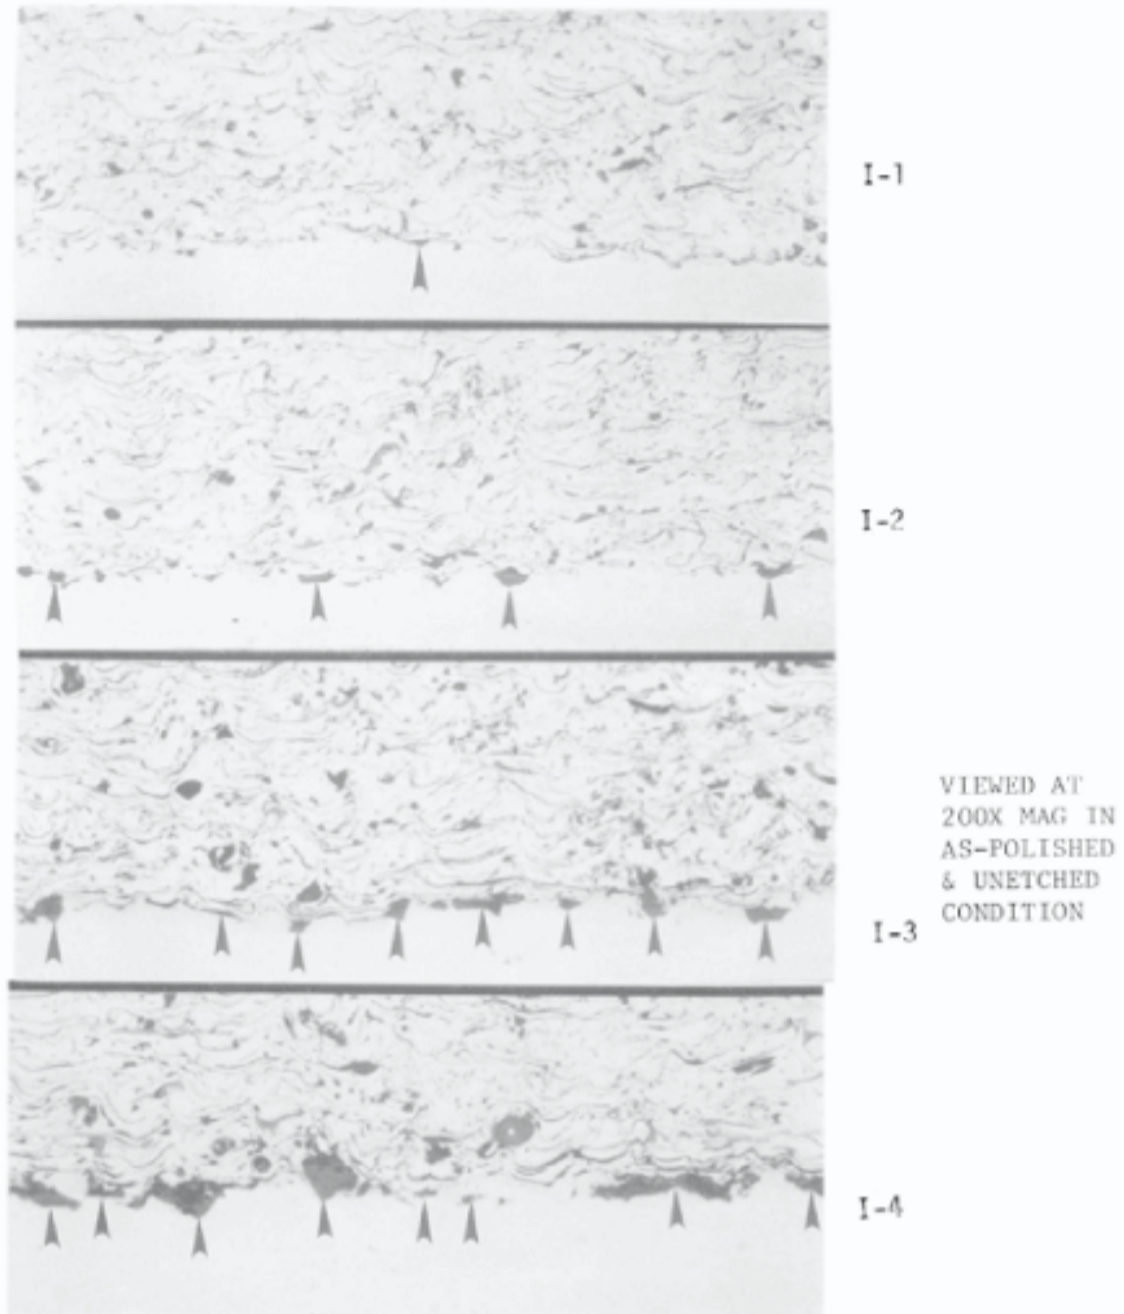 I-1
I-2
VIEWED AT
200X MAG IN
AS-POLISHED
& UNETCHED
CONDITION
I-3
I-4